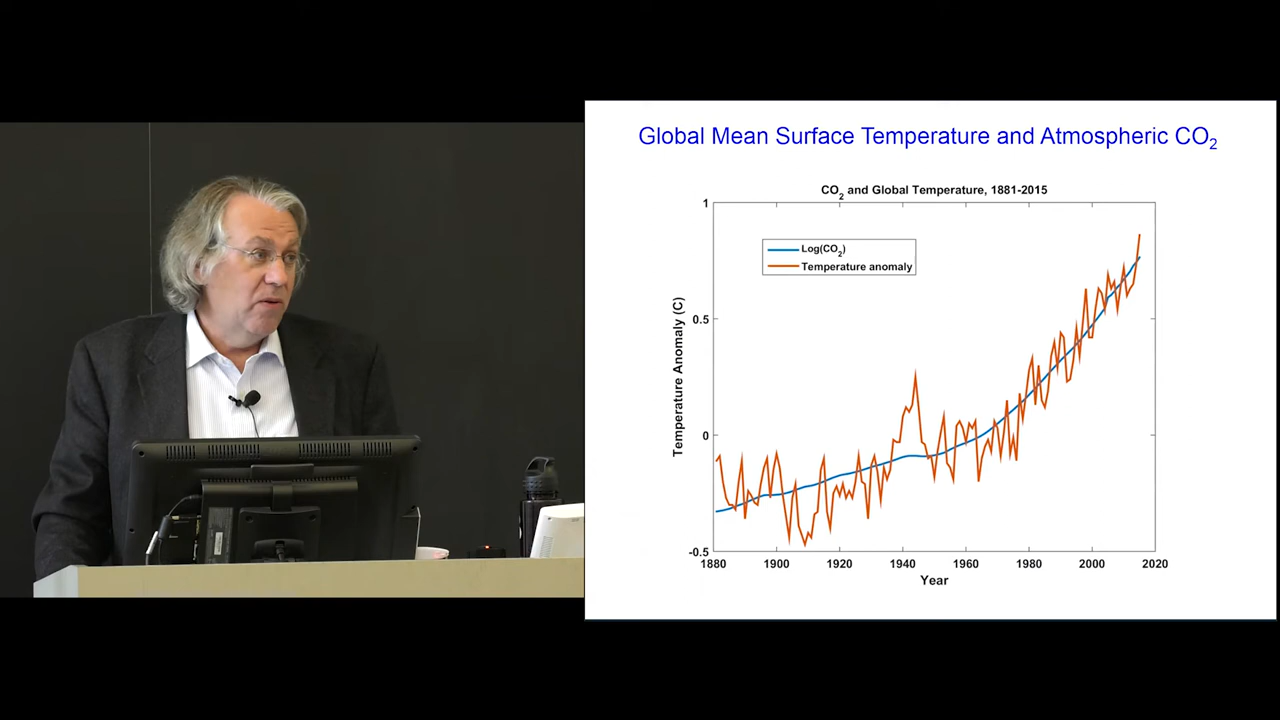 Global Mean Surface Temperature and Atmospheric CO₂
CO₂ and Global Temperature, 1881-2015
Log(CO₂)
Temperature anomaly
Temperature Anomaly (C)
1
0.5
0
-0.5
1880 1900 1920 1940 1960 1980 2000 2020
Year